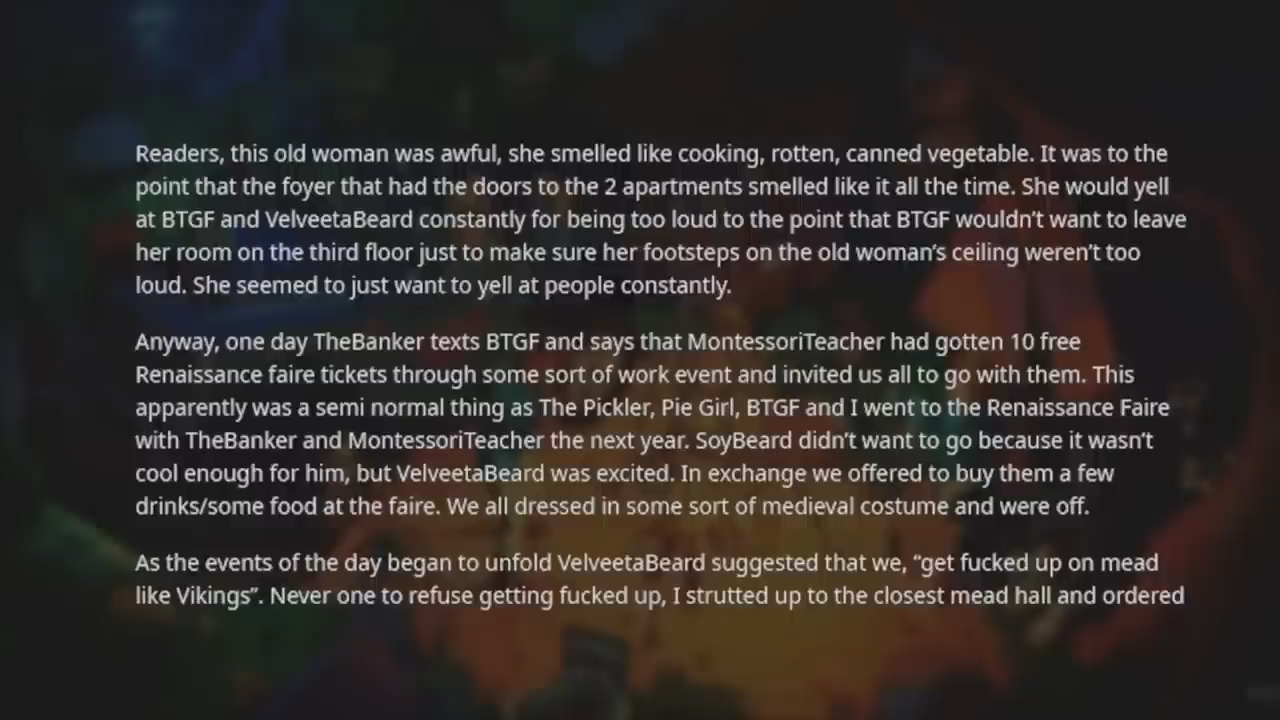 Readers, this old woman was awful, she smelled like cooking, rotten, canned vegetable. It was to the
point that the foyer that had the doors to the 2 apartments smelled like it all the time. She would yell
at BTGF and VelveetaBeard constantly for being too loud to the point that BTGF wouldn’t want to leave
her room on the third floor just to make sure her footsteps on the old woman’s ceiling weren’t too
loud. She seemed to just want to yell at people constantly.
Anyway, one day TheBanker texts BTGF and says that MontessoriTeacher had gotten 10 free
Renaissance faire tickets through some sort of work event and invited us all to go with them. This
apparently was a semi normal thing as The Pickler, Pie Girl, BTGF and I went to the Renaissance Faire
with TheBanker and MontessoriTeacher the next year. SoyBeard didn’t want to go because it wasn’t
cool enough for him, but VelveetaBeard was excited. In exchange we offered to buy them a few
drinks/some food at the faire. We all dressed in some sort of medieval costume and were off.
As the events of the day began to unfold VelveetaBeard suggested that we, “get fucked up on mead
like Vikings”. Never one to refuse getting fucked up, I strutted up to the closest mead hall and ordered